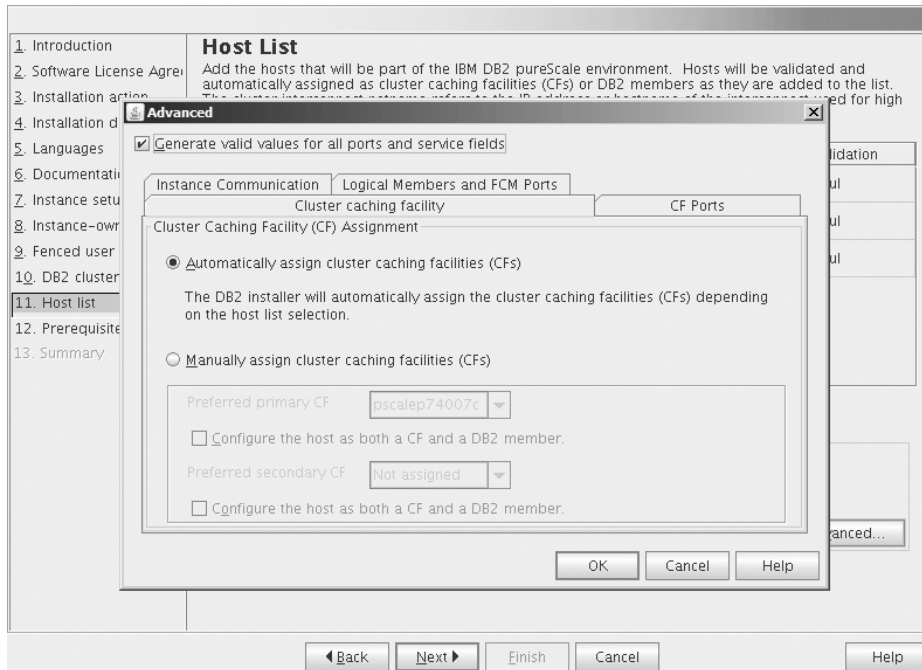 Host List
Add the hosts that will be part of the IBM DB2 pureScale environment. Hosts will be validated and
automatically assigned as cluster caching facilities (CFs) or DB2 members as they are added to the list.
used for high
1. Introduction
2. Software License Agre
3. Installation action
4. Installation d
5. Languages
6. Documentati
7. Instance setu
8. Instance-owr
9. Fenced user
10. DB2 cluster
11. Host list
12. Prerequisite
13. Summary
Advanced
Generate valid values for all ports and service fields
Instance Communication
Logical Members and FCM Ports
Cluster caching facility
CF Ports
Cluster Caching Facility (CF) Assignment
Automatically assign cluster caching facilities (CFs)
The DB2 installer will automatically assign the cluster caching facilities (CFs) depending
on the host list selection.
Manually assign cluster caching facilities (CFs)
Preferred primary CF
pscalep74007c
Configure the host as both a CF and a DB2 member.
Preferred secondary CF
Not assigned
Configure the host as both a CF and a DB2 member.
OK
Cancel
Help
lidation
ul
ul
ul
anced...
Back
Next
Finish
Cancel
Help